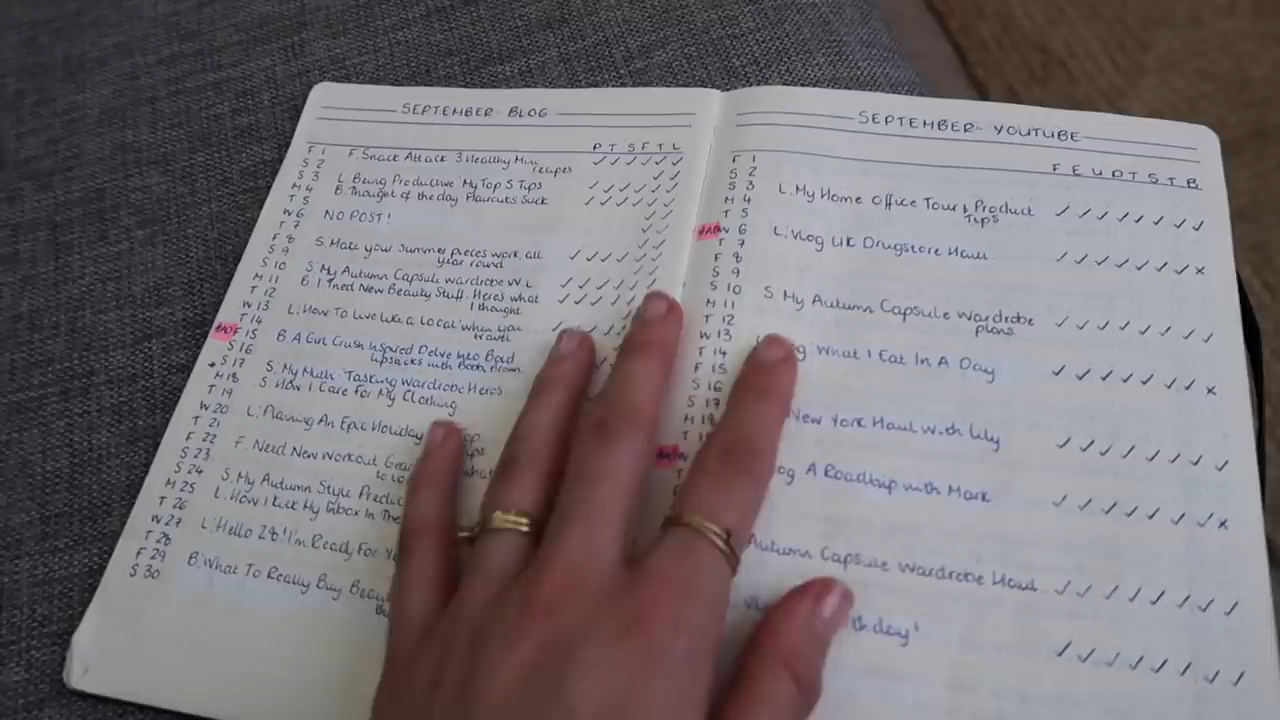 SEPTEMBER BLOG
P T S F T L
F 1 F. Snack Attack 3 Healthy
S 2
S 3 L. Being Productive My Top 5 Tips
M 4 B. Thought of the day Haircuts Suck
T 5
W 6 NO POST!
T 7
F 8 S. Make your Summer pieces work all
S 9 year round
S 10 S. My Autumn Capsule wardrobe W L
M 11 B. I Tried New Beauty Stuff. Here's what
T 12 I thought
W 13 L. How To Live like a Local when you
T 14 travel
F 15 B. A Girl Crush Inspired Delve Into Bold
S 16 lipsticks with Bobbi Brown
S 17 S. My Multi-Tasking Wardrobe Heros
M 18 S. How I Care for My Clothing
T 19
W 20 L: Planning An Epic Holiday Top
T 21
F 22 F. Need New Workout Gear
S 23
S 24 S. My Autumn Style
M 25 L. How I Kick My Inbox In The
T 26
W 27 L: Hello 28! I'm Ready For
T 28
F 29 B: What To Really Buy
S 30
SEPTEMBER- YOUTUBE
F E U D T S T B
F 1
S 2
S 3 L. My Home Office Tour & Product
M 4 Tips
T 5
W 6 L: Vlog UK Drugstore Haul.
T 7
F 8
S 9
S 10 S. My Autumn Capsule Wardrobe
M 11 plans
T 12
W 13 What I Eat In A Day
T 14
F 15
S 16
S 17 New York Haul with Lily
M 18
A Roadtrip with Mark
Autumn Capsule Wardrobe Haul.